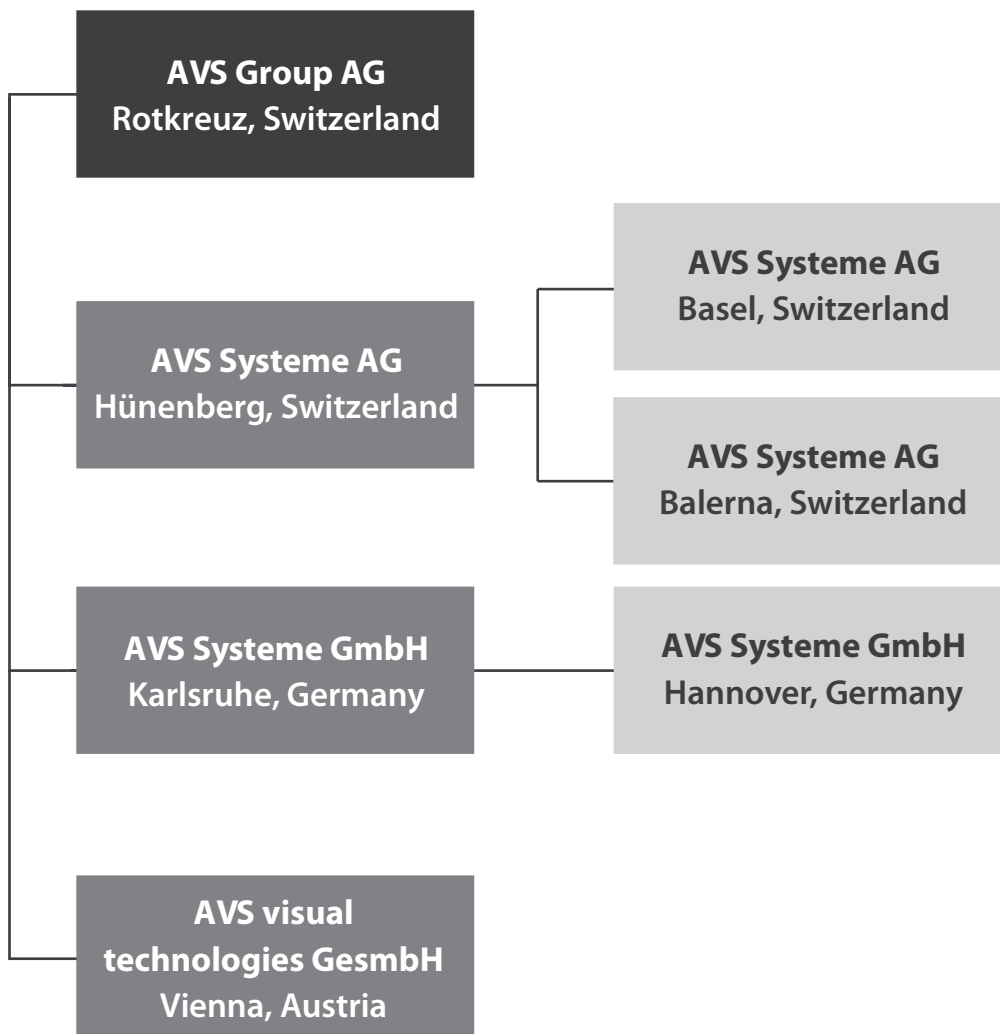 AVS Group AG
Rotkreuz, Switzerland
AVS Systeme AG
Hünenberg, Switzerland
AVS Systeme AG
Basel, Switzerland
AVS Systeme AG
Balerna, Switzerland
AVS Systeme GmbH
Karlsruhe, Germany
AVS Systeme GmbH
Hannover, Germany
AVS visual
technologies GesmbH
Vienna, Austria